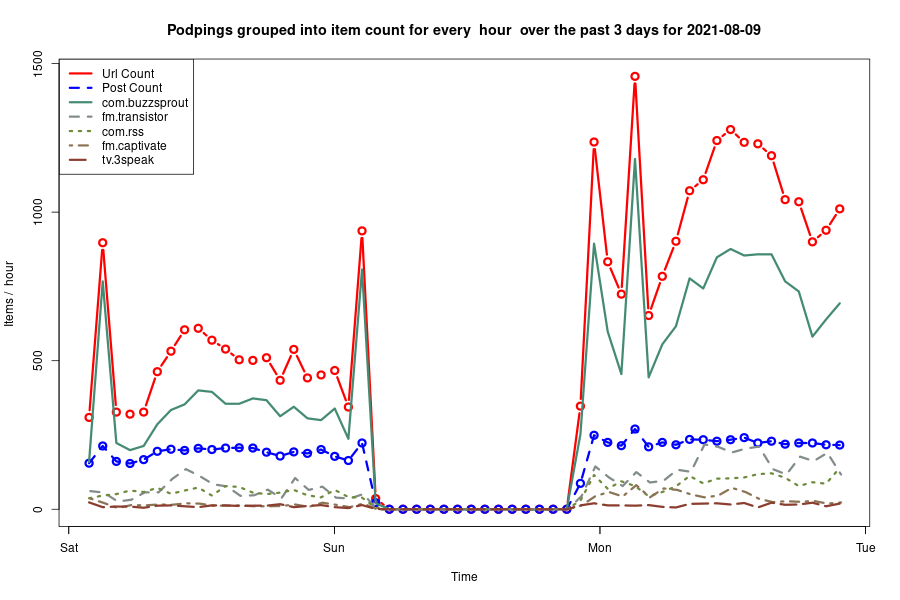 Podpings grouped into item count for every hour over the past 3 days for 2021-08-09
Url Count
Post Count
com.buzzsprout
fm.transistor
com.rss
fm.captivate
tv.3speak
1500
1000
500
0
Items / hour
Sat
Sun
Mon
Tue
Time